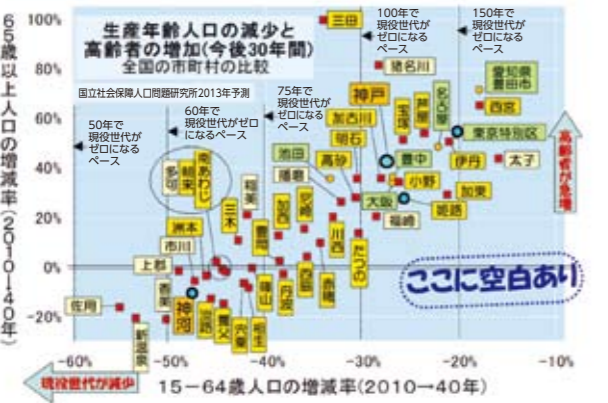 生産年齢人口の減少と
高齢者の増加(今後30年間)
全国の市町村の比較
国立社会保障人口問題研究所2013年予測
65歳以上人口の増減率(2010→40年)
100%
80%
60%
40%
20%
0%
-20%
-60%
-50%
-40%
-30%
-20%
-10%
15−64歳人口の増減率(2010→40年)
50年で
現役世代が
ゼロになる
ペース
60年で
現役世代がゼロ
になるペース
75年で
現役世代が
ゼロになる
ペース
100年で
現役世代が
ゼロになる
ペース
150年で
現役世代が
ゼロになる
ペース
三田
猪名川
神戸
加古川
明石
宝塚
芦屋
名古屋
愛知県
豊田市
西宮
東京特別区
池田
高砂
播磨
豊中
伊丹
太子
小野
加東
大阪
姫路
福崎
多可
朝来
南あわじ
稲美
三木
加西
尼崎
洲本
豊岡
川西
たつの
市川
上郡
香美
神河
佐用
新温泉
淡路
養父
宍粟
相生
篠山
丹波
西脇
赤穂
ここに空白あり
高齢者が急増
現役世代が減少